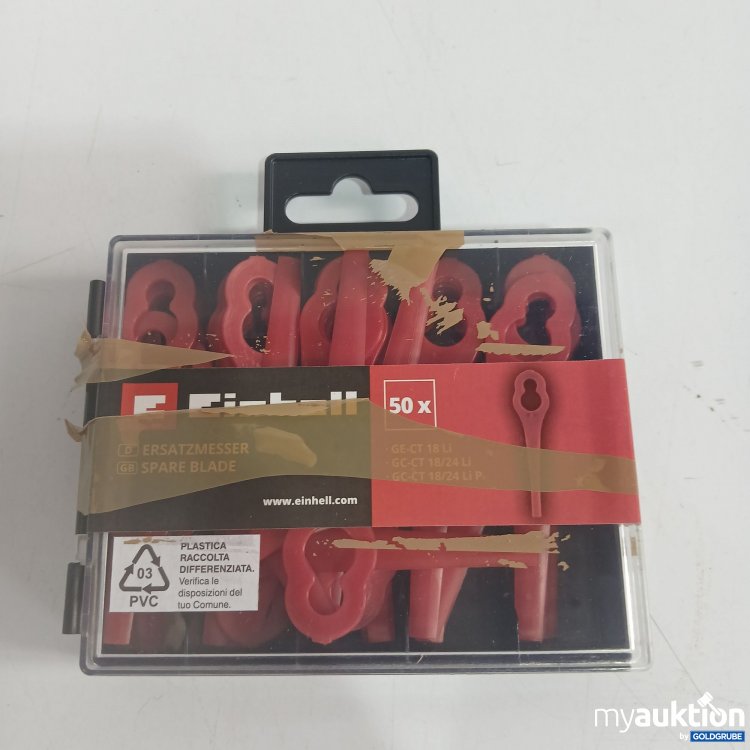 Einhell
50 x
D ERSATZMESSER
GB SPARE BLADE
· GE-CT 18 Li
· GC-CT 18/24 Li
· GC-CT 18/24 Li P
www.einhell.com
03
PVC
PLASTICA
RACCOLTA
DIFFERENZIATA.
Verifica le
disposizioni del
tuo Comune.
myauktion
by GOLDGRUBE